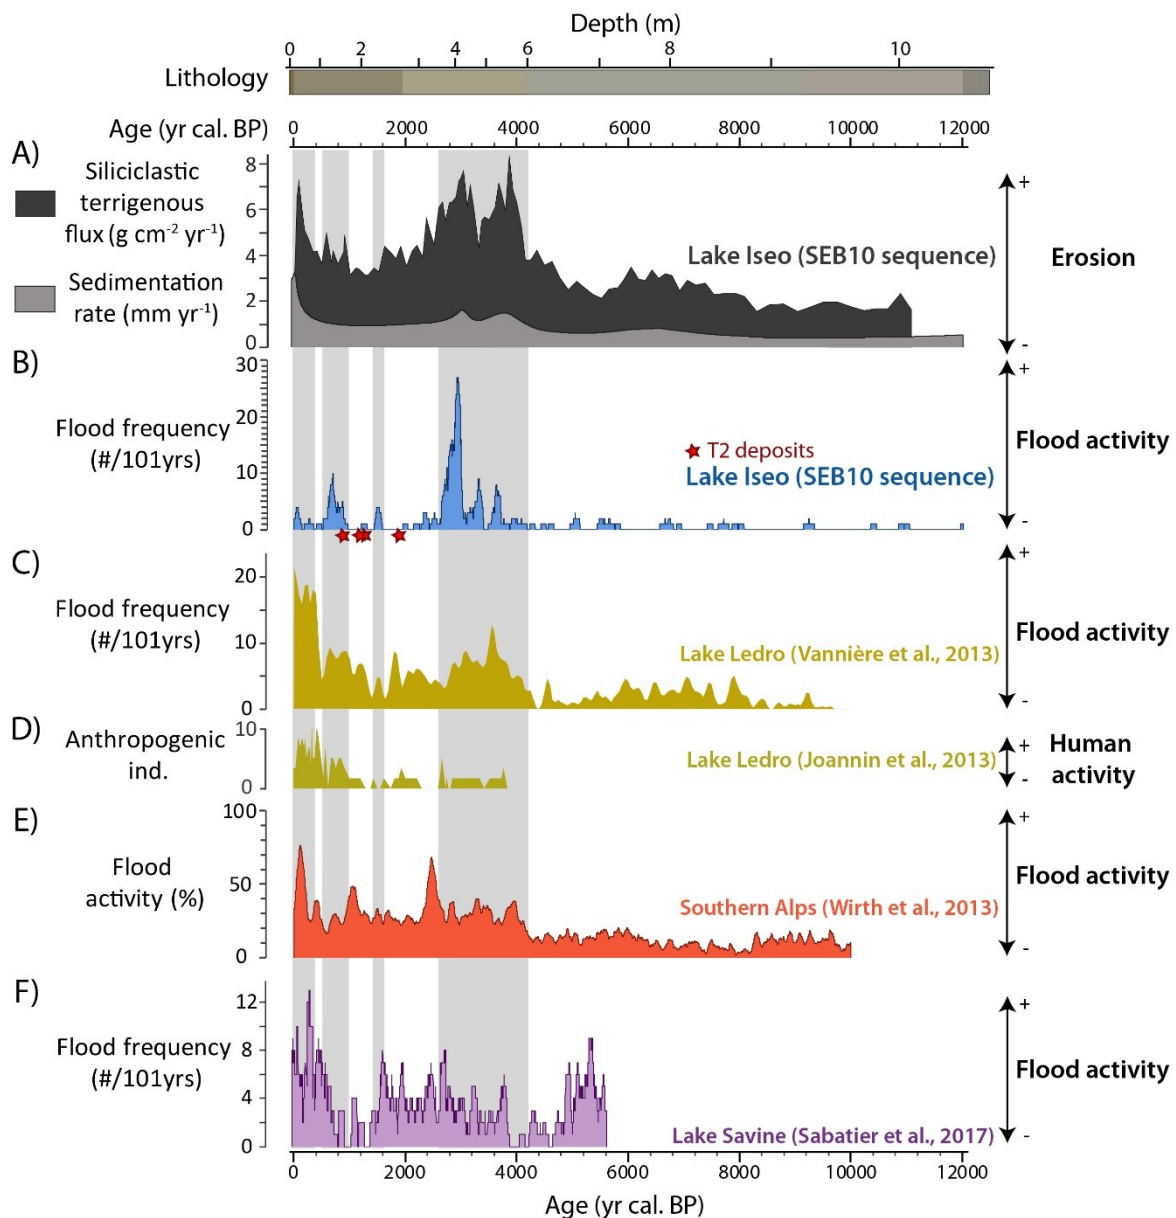 Depth (m)
0 2 4 6 8 10
Lithology
Age (yr cal. BP) 0 2000 4000 6000 8000 10000 12000
A)
Siliciclastic
terrigenous
flux (g cm⁻² yr⁻¹)
Sedimentation
rate (mm yr⁻¹)
8
6
4
2
0
Lake Iseo (SEB10 sequence)
+
Erosion
-
B)
Flood frequency
(#/101yrs)
30
20
10
0
T2 deposits
Lake Iseo (SEB10 sequence)
+
Flood activity
-
C)
Flood frequency
(#/101yrs)
20
10
0
Lake Ledro (Vannière et al., 2013)
+
Flood activity
-
D)
Anthropogenic
ind.
10
0
Lake Ledro (Joannin et al., 2013)
+
Human
activity
-
E)
Flood
activity (%)
100
50
0
Southern Alps (Wirth et al., 2013)
+
Flood activity
-
F)
Flood frequency
(#/101yrs)
12
8
4
0
Lake Savine (Sabatier et al., 2017)
+
Flood activity
-
0 2000 4000 6000 8000 10000 12000
Age (yr cal. BP)